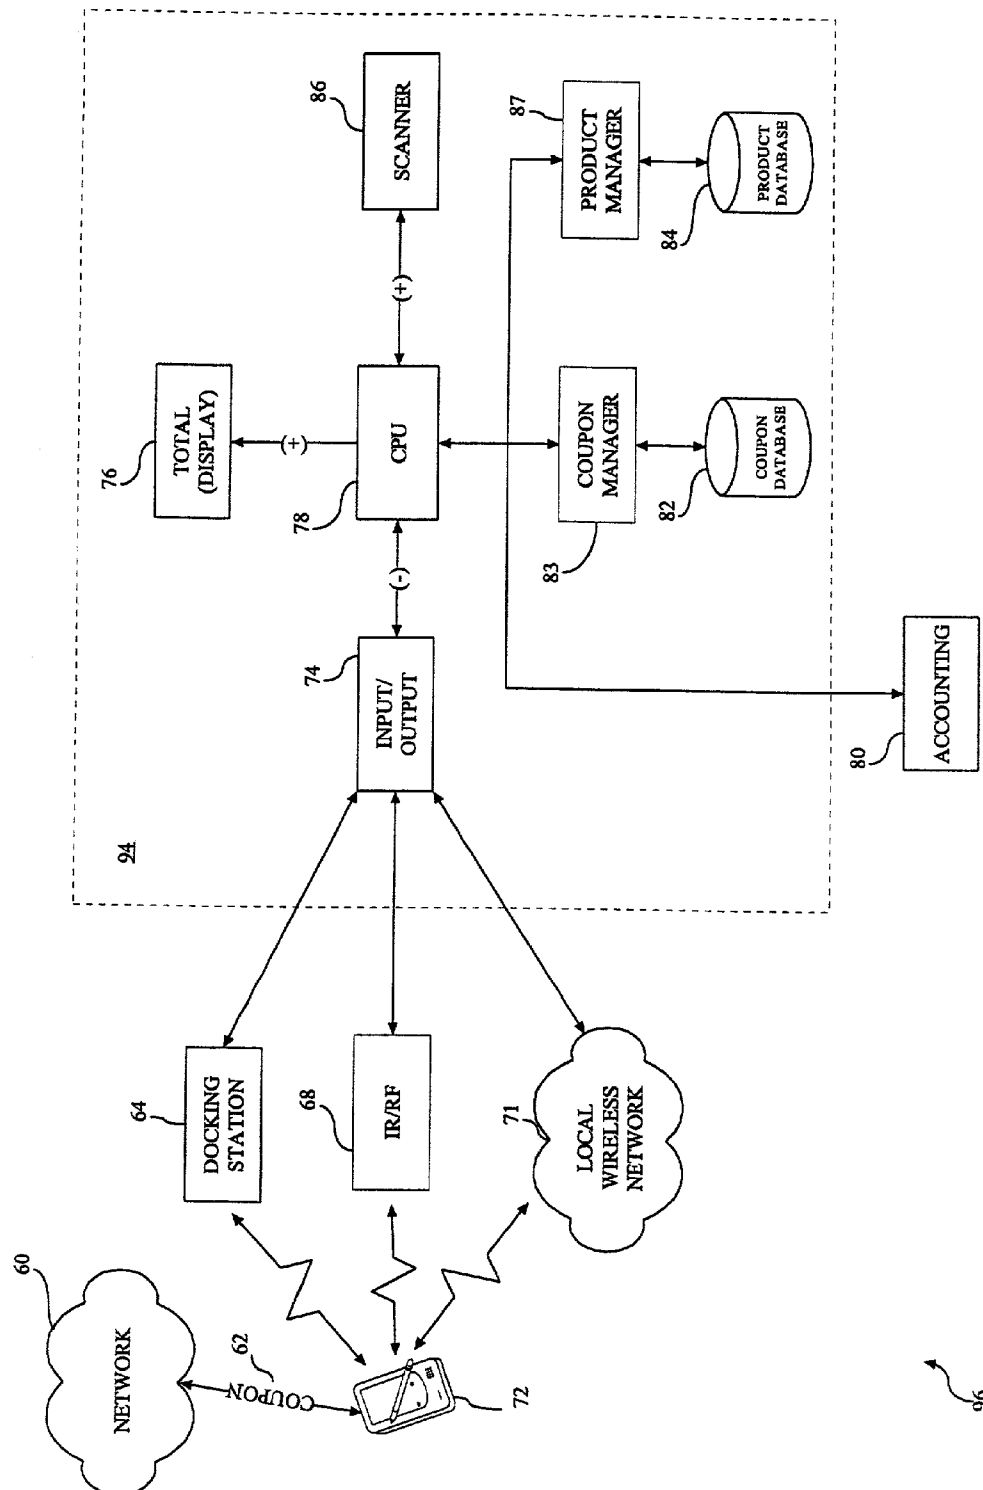 60
NETWORK
62
COUPON
72
64
DOCKING
STATION
68
IR/RF
71
LOCAL
WIRELESS
NETWORK
94
74
INPUT/
OUTPUT
(-)
76
TOTAL
(DISPLAY)
(+)
78
CPU
(+)
86
SCANNER
83
COUPON
MANAGER
82
COUPON
DATABASE
87
PRODUCT
MANAGER
84
PRODUCT
DATABASE
80
ACCOUNTING
96